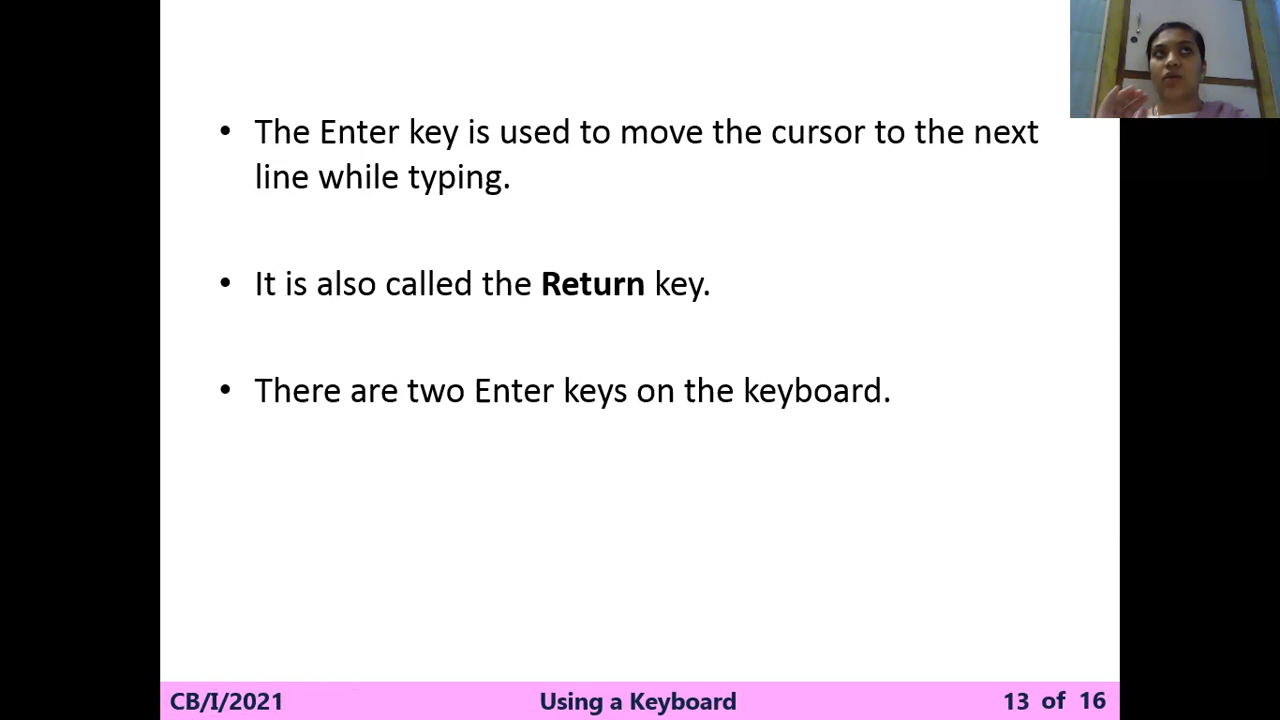 • The Enter key is used to move the cursor to the next
line while typing.
• It is also called the Return key.
• There are two Enter keys on the keyboard.
CB/I/2021 Using a Keyboard 13 of 16